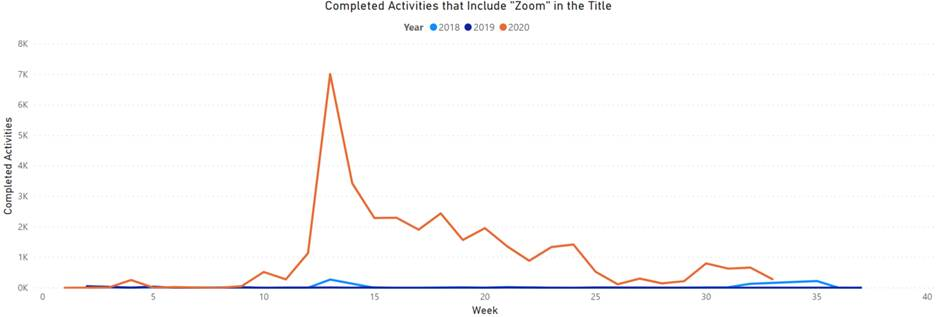 Completed Activities that Include "Zoom" in the Title
Year 2018 2019 2020
8K
7K
6K
5K
4K
3K
2K
1K
0K
Completed Activities
0 5 10 15 20 25 30 35 40
Week